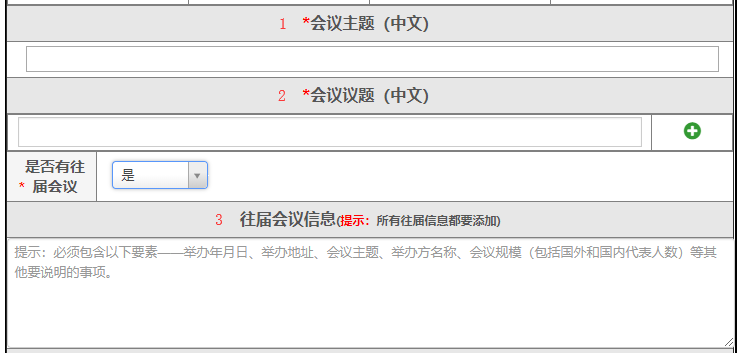 1 *会议主题（中文）
2 *会议议题（中文）
是否有往
* 届会议
是
3 往届会议信息(提示：所有往届信息都要添加)
提示：必须包含以下要素——举办年月日、举办地址、会议主题、举办方名称、会议规模（包括国外和国内代表人数）等其
他要说明的事项。